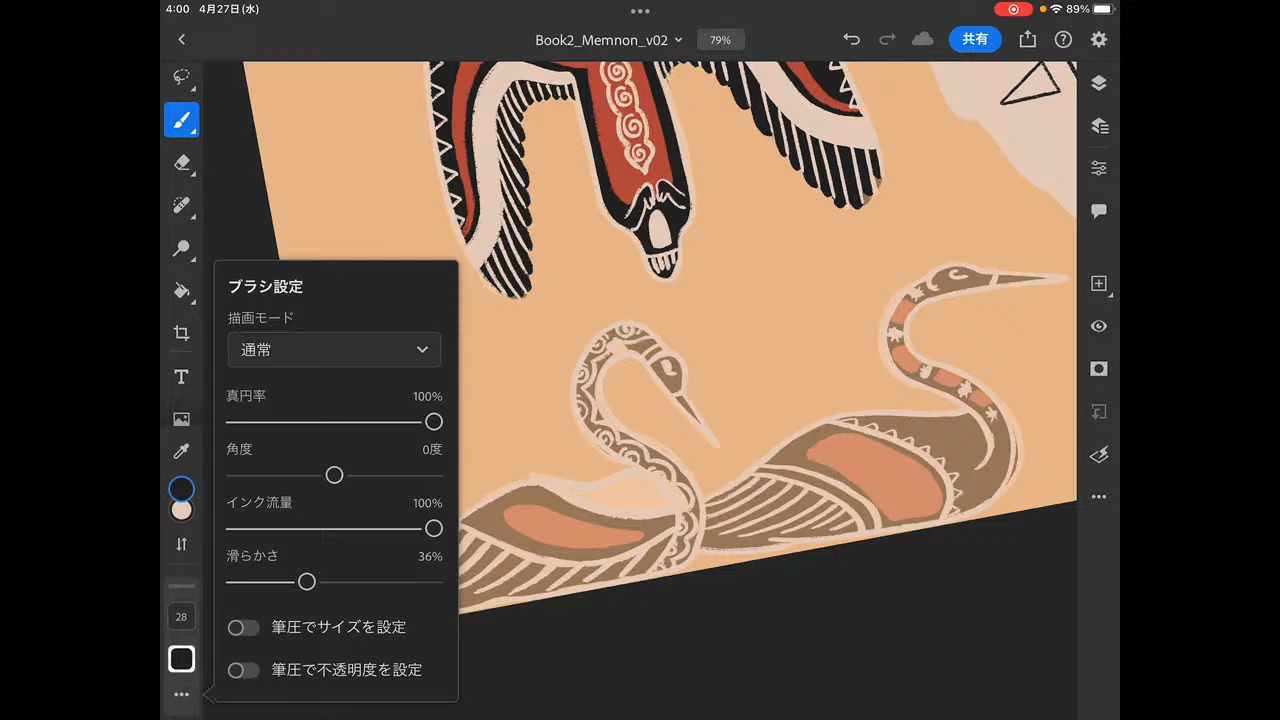 4:00 4月27日(水)
89%
Book2_Memnon_v02
79%
共有
T
ブラシ設定
描画モード
通常
真円率 100%
角度 0度
インク流量 100%
滑らかさ 36%
28
筆圧でサイズを設定
筆圧で不透明度を設定